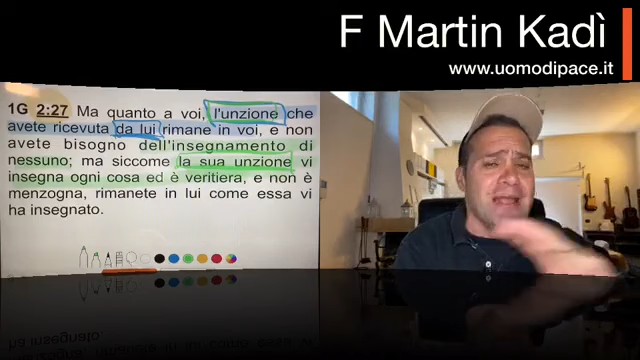 F Martin Kadì
www.uomodipace.it
1G 2:27 Ma quanto a voi, l'unzione che
avete ricevuta da lui rimane in voi, e non
avete bisogno dell'insegnamento di
nessuno; ma siccome la sua unzione vi
insegna ogni cosa ed è veritiera, e non è
menzogna, rimanete in lui come essa vi
ha insegnato.